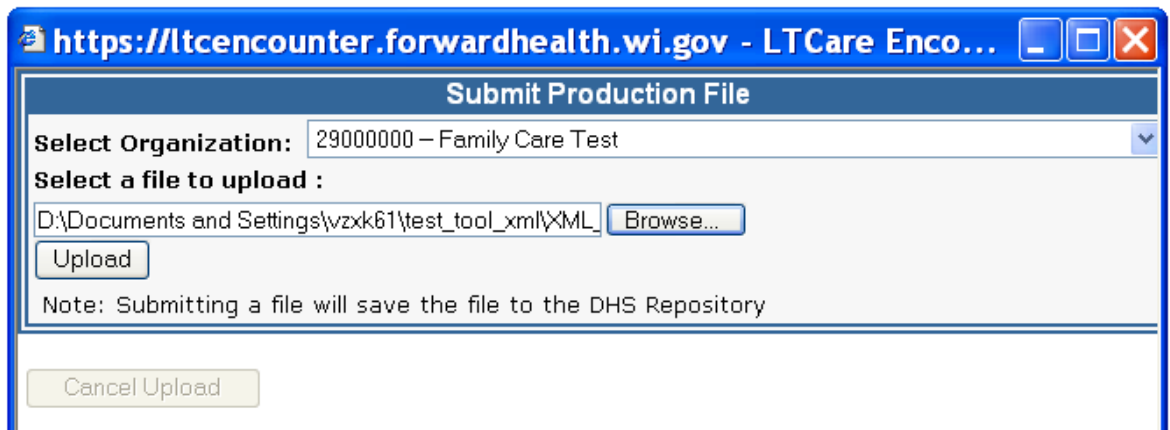 https://ltcencounter.forwardhealth.wi.gov - LTCare Enco...
Submit Production File
Select Organization: 29000000 – Family Care Test
Select a file to upload :
D:\Documents and Settings\vzxk61\test_tool_xml\XML_ Browse...
Upload
Note: Submitting a file will save the file to the DHS Repository
Cancel Upload